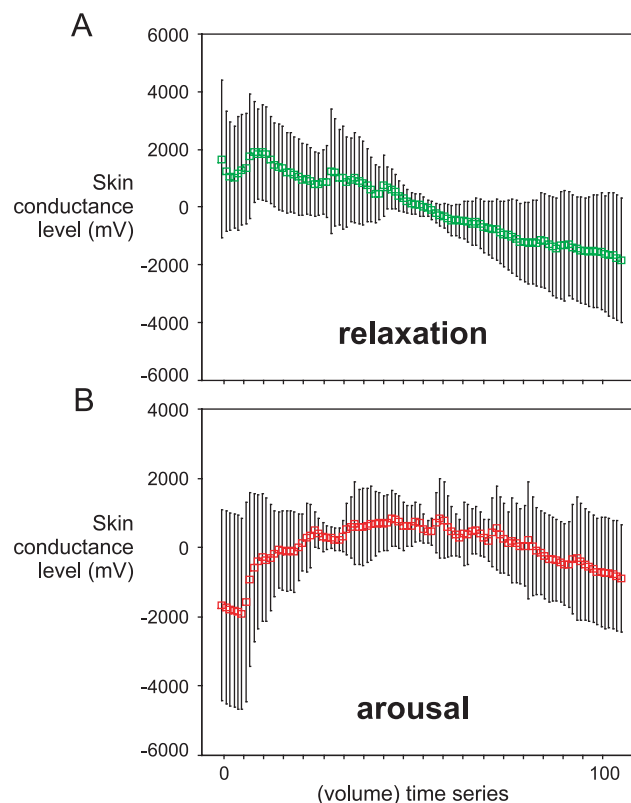 A
6000
4000
2000
Skin
conductance
level (mV)
0
-2000
-4000
relaxation
-6000
B
4000
2000
Skin
conductance
level (mV)
0
-2000
-4000
arousal
-6000
0
100
(volume) time series